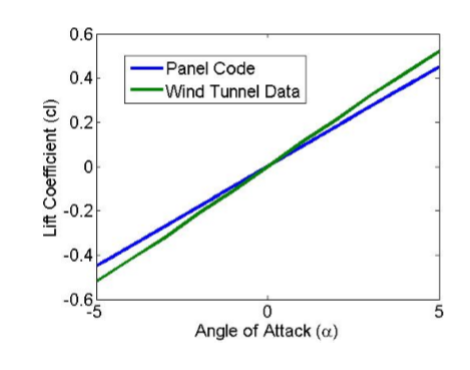 0.6
0.4
0.2
0
-0.2
-0.4
-0.6
Lift Coefficient (cl)
Panel Code
Wind Tunnel Data
-5 0 5
Angle of Attack (α)